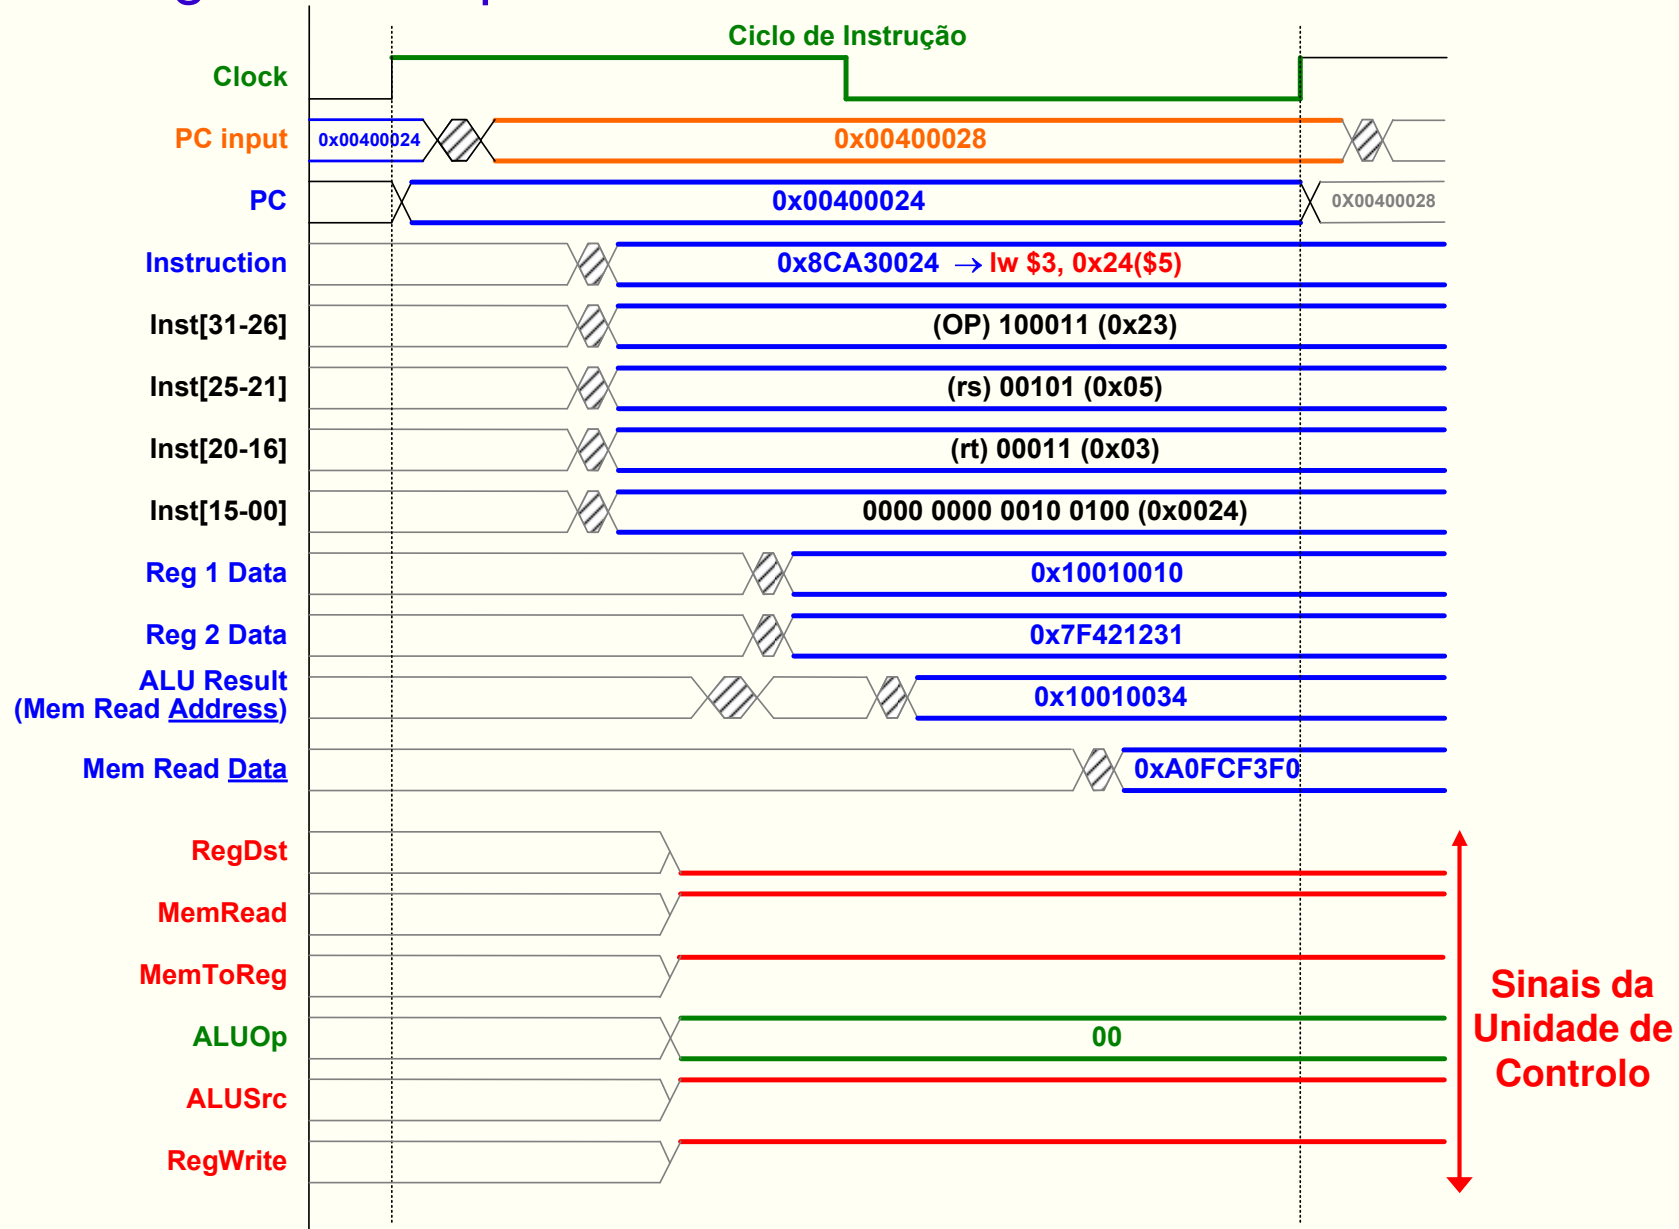 Ciclo de Instrução
Clock
PC input 0x00400024 0x00400028
PC 0x00400024 0X00400028
Instruction 0x8CA30024 → lw $3, 0x24($5)
Inst[31-26] (OP) 100011 (0x23)
Inst[25-21] (rs) 00101 (0x05)
Inst[20-16] (rt) 00011 (0x03)
Inst[15-00] 0000 0000 0010 0100 (0x0024)
Reg 1 Data 0x10010010
Reg 2 Data 0x7F421231
ALU Result
(Mem Read Address) 0x10010034
Mem Read Data 0xA0FCF3F0
RegDst
MemRead
MemToReg
ALUOp 00
ALUSrc
RegWrite
Sinais da
Unidade de
Controlo